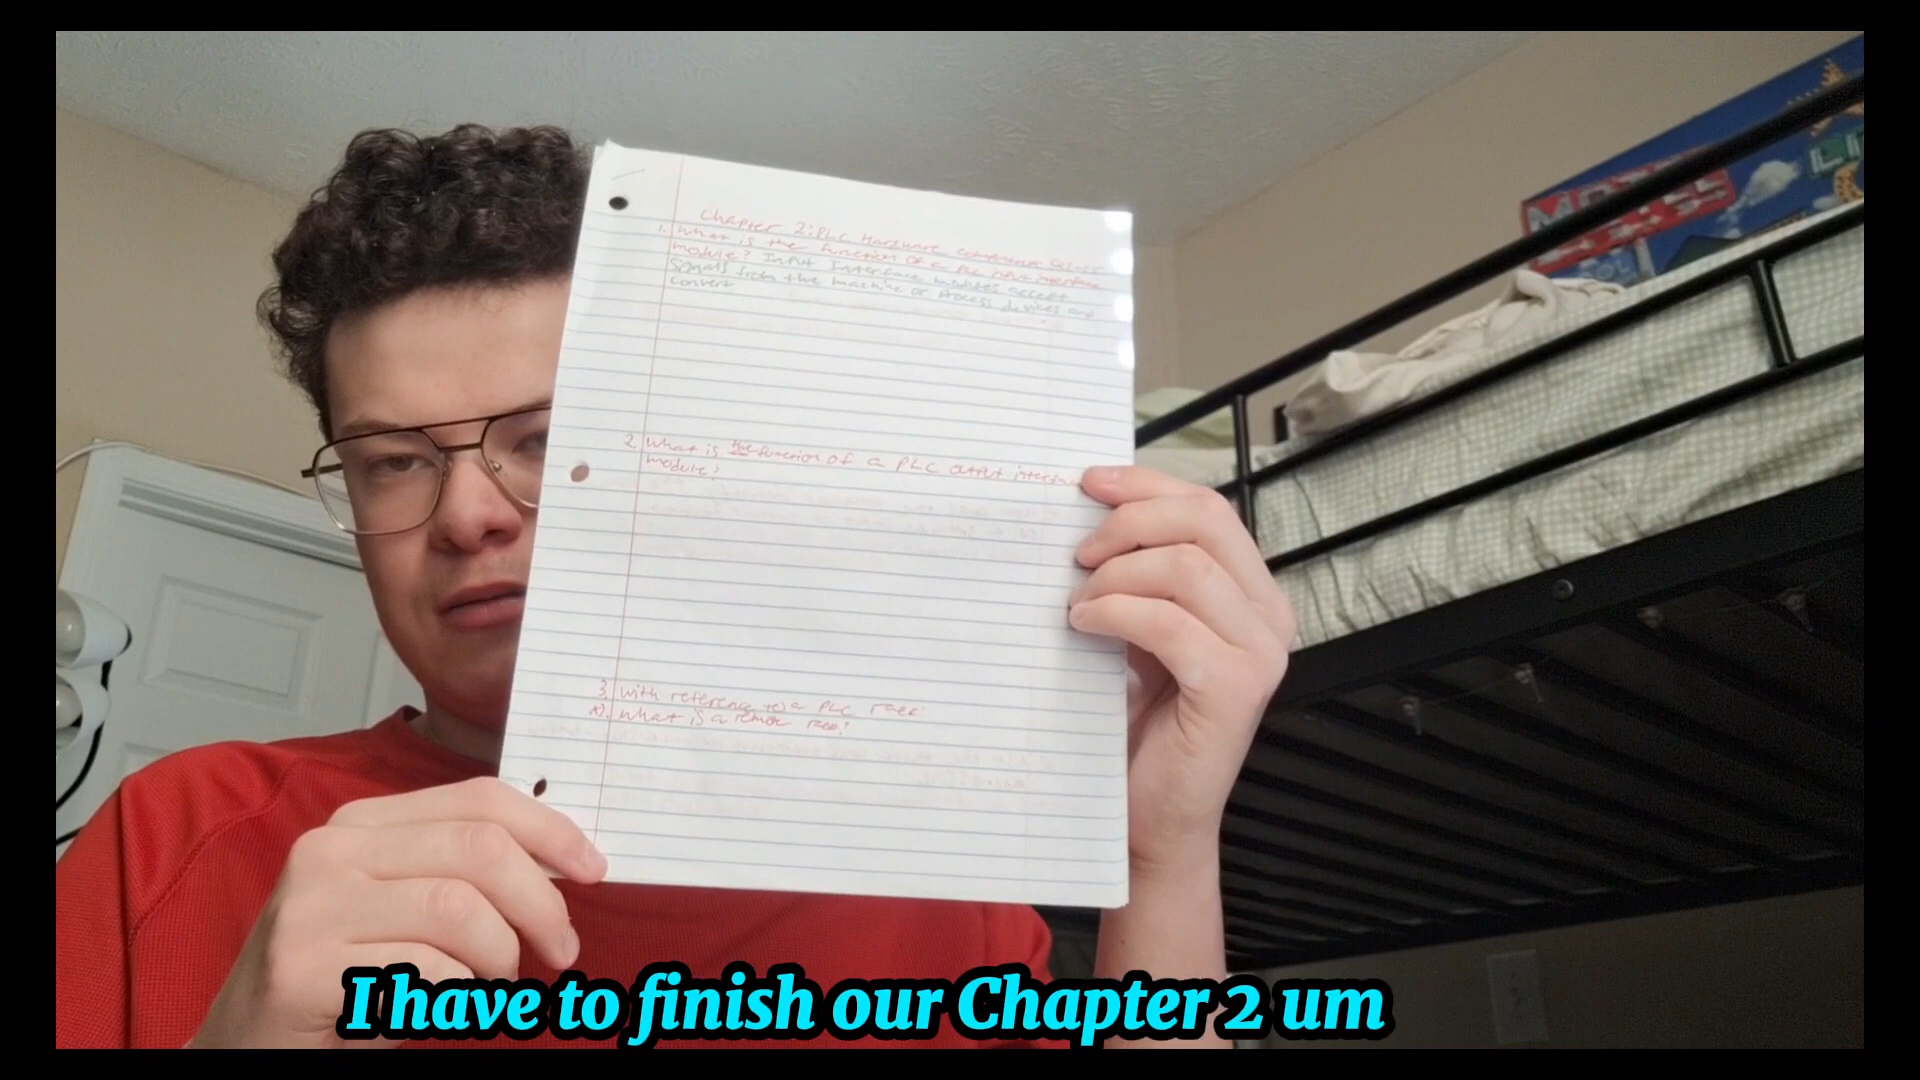 Chapter 2: PLC Hardware components
1. What is the function of a PLC input interface
module? Input Interface modules accept
signals from the machine or process devices and
convert
2. What is the function of a PLC output interface
module?
3. With reference to a PLC rack:
A). What is a remote rack?
I have to finish our Chapter 2 um